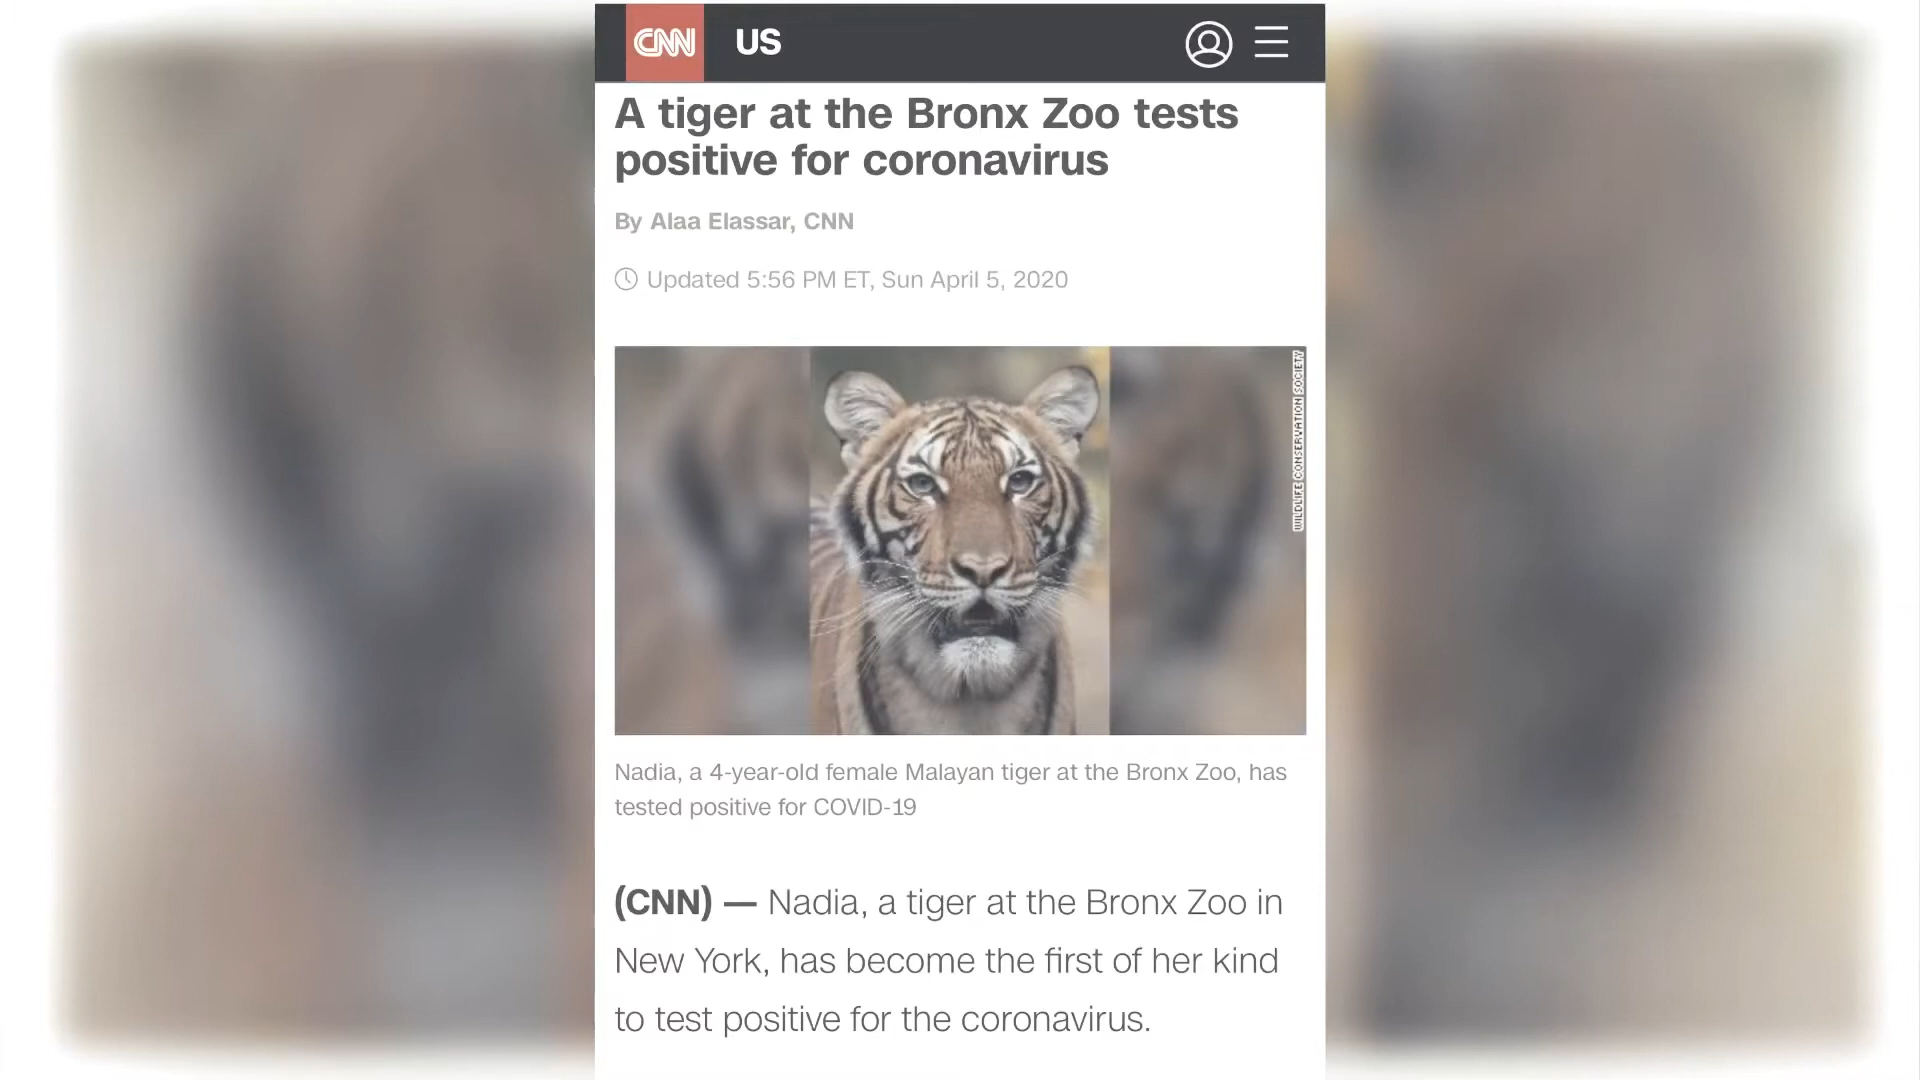 CNN US
A tiger at the Bronx Zoo tests
positive for coronavirus
By Alaa Elassar, CNN
Updated 5:56 PM ET, Sun April 5, 2020
WILDLIFE CONSERVATION SOCIETY
Nadia, a 4-year-old female Malayan tiger at the Bronx Zoo, has
tested positive for COVID-19
(CNN) — Nadia, a tiger at the Bronx Zoo in
New York, has become the first of her kind
to test positive for the coronavirus.